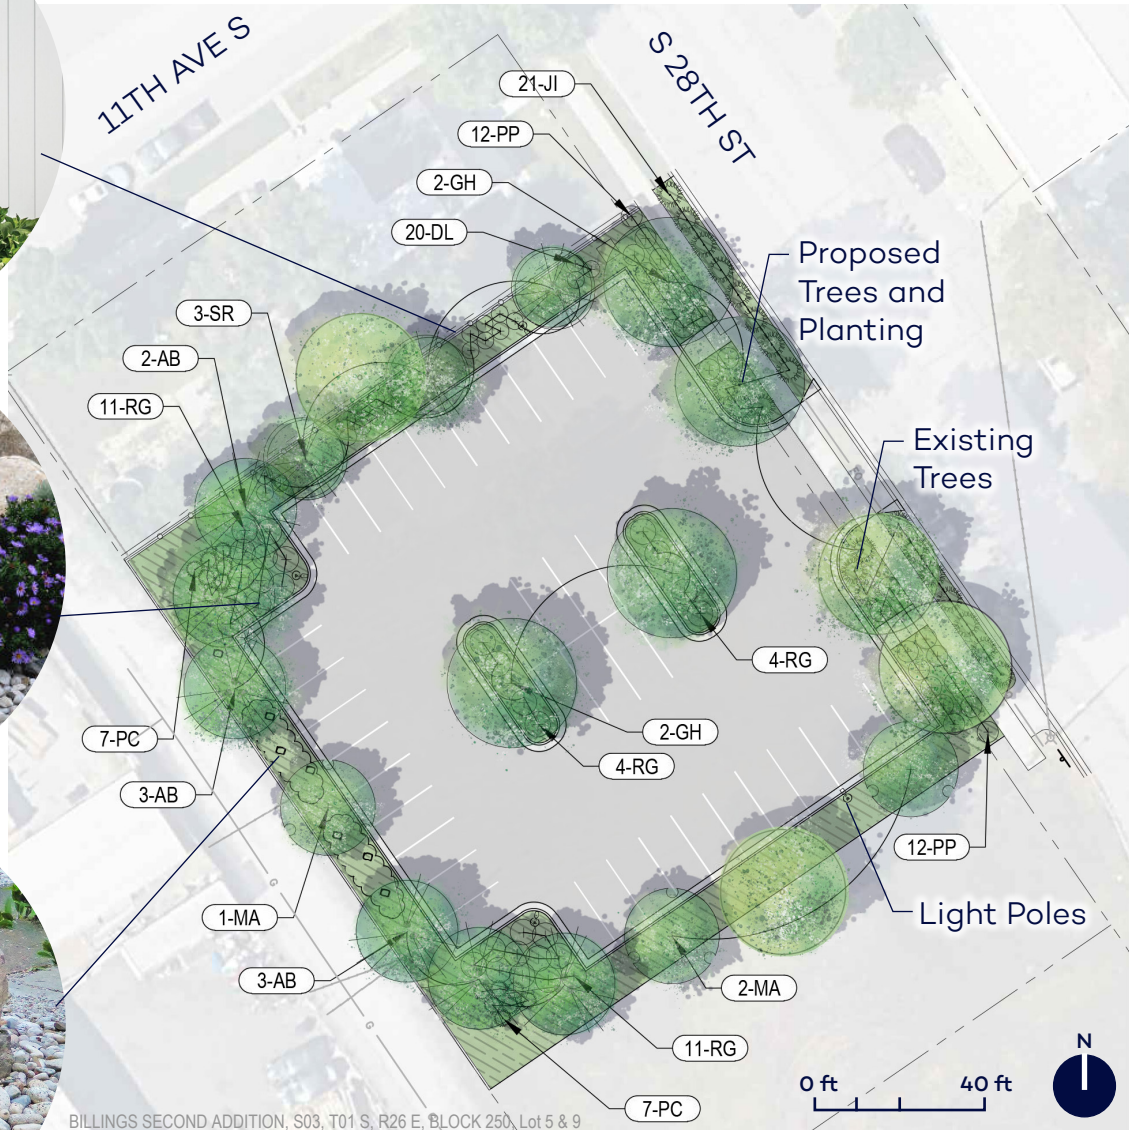 11TH AVE S
S 28TH ST
21-JI
12-PP
2-GH
20-DL
Proposed
Trees and
Planting
3-SR
2-AB
11-RG
Existing
Trees
4-RG
2-GH
4-RG
7-PC
3-AB
12-PP
1-MA
Light Poles
3-AB
2-MA
11-RG
7-PC
G
G
G
N
0 ft
40 ft
BILLINGS SECOND ADDITION, S03, T01 S, R26 E, BLOCK 250, Lot 5 & 9